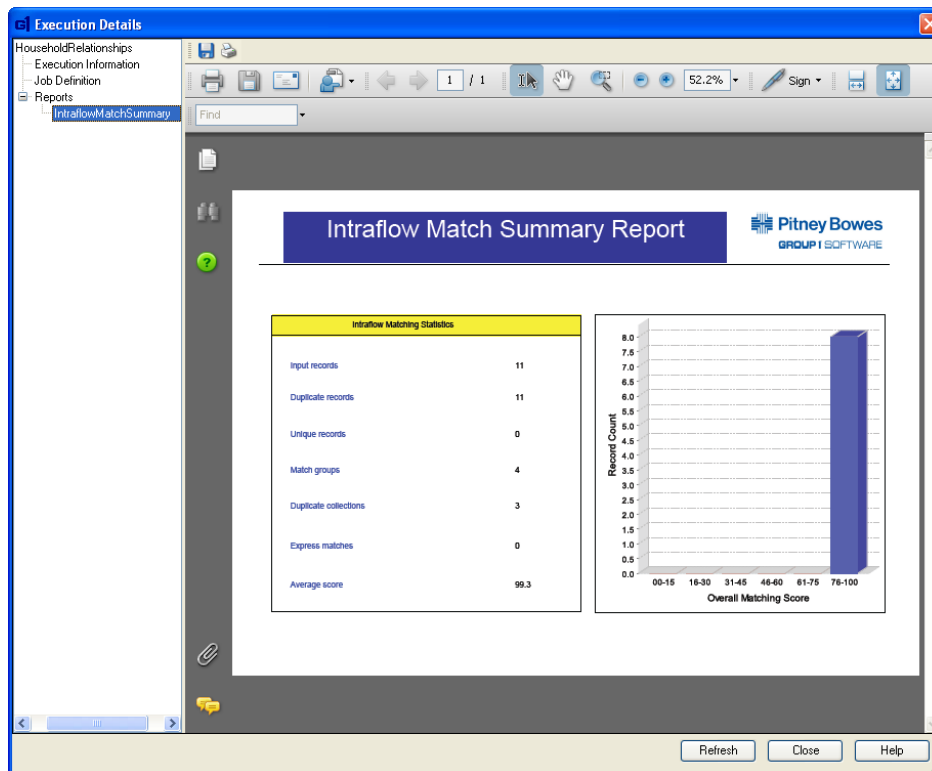 G1 Execution Details
HouseholdRelationships
Execution Information
Job Definition
Reports
IntraflowMatchSummary
1 / 1
52.2%
Sign
Find
Intraflow Match Summary Report
Pitney Bowes
GROUP 1 SOFTWARE
Intraflow Matching Statistics
Input records 11
Duplicate records 11
Unique records 0
Match groups 4
Duplicate collections 3
Express matches 0
Average score 99.3
Record Count
8.0
7.5
7.0
6.5
6.0
5.5
5.0
4.5
4.0
3.5
3.0
2.5
2.0
1.5
1.0
0.5
0.0
00-15 16-30 31-45 46-60 61-75 76-100
Overall Matching Score
Refresh Close Help